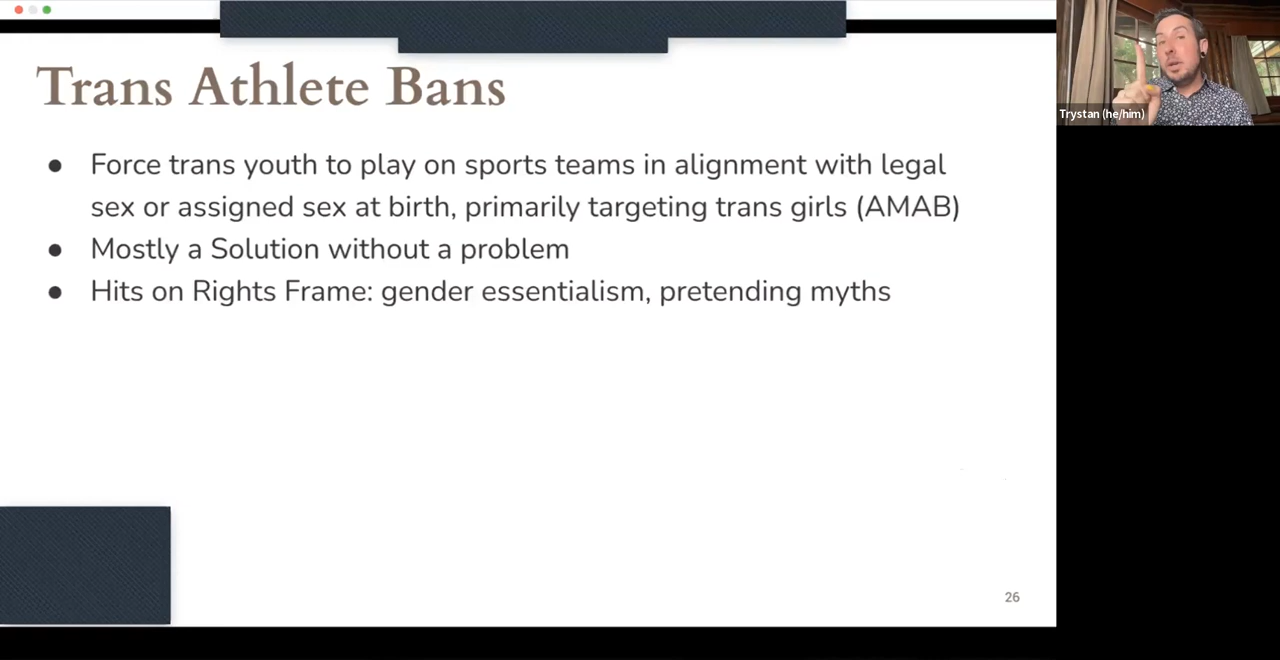 Trans Athlete Bans
● Force trans youth to play on sports teams in alignment with legal
sex or assigned sex at birth, primarily targeting trans girls (AMAB)
● Mostly a Solution without a problem
● Hits on Rights Frame: gender essentialism, pretending myths
26
Trystan (he/him)